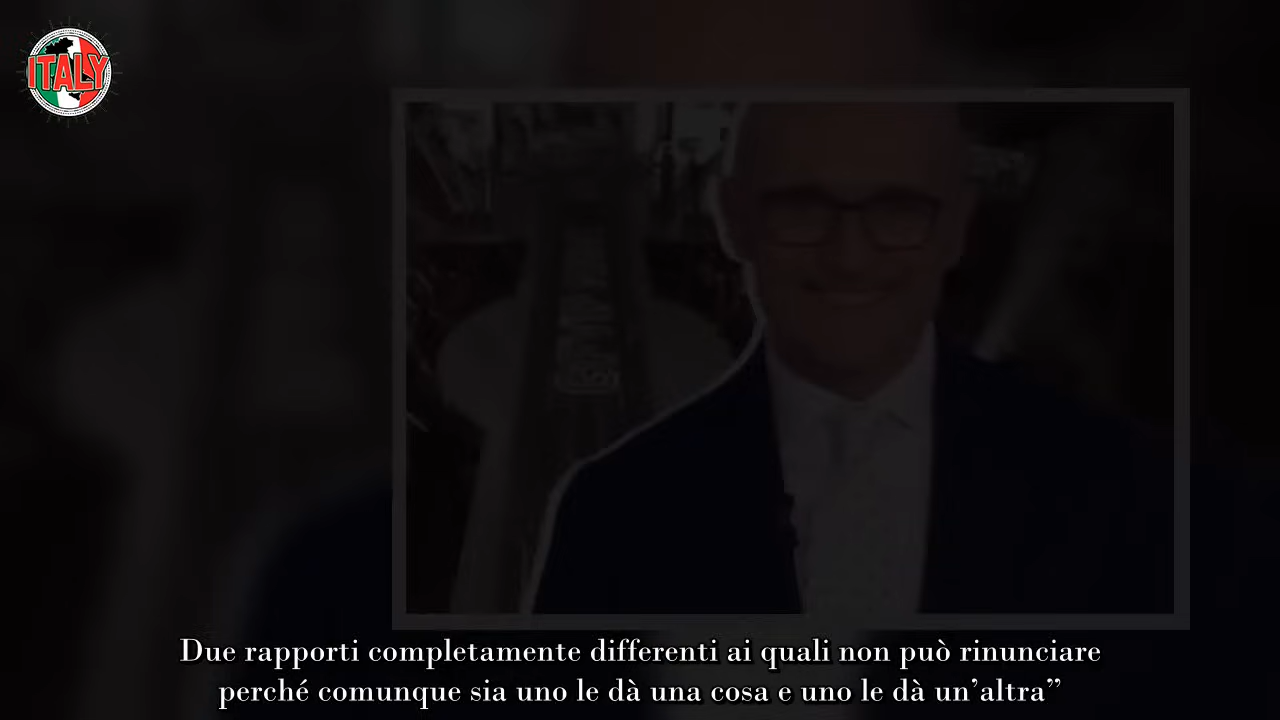 ITALY
Due rapporti completamente differenti ai quali non può rinunciare
perché comunque sia uno le dà una cosa e uno le dà un’altra”